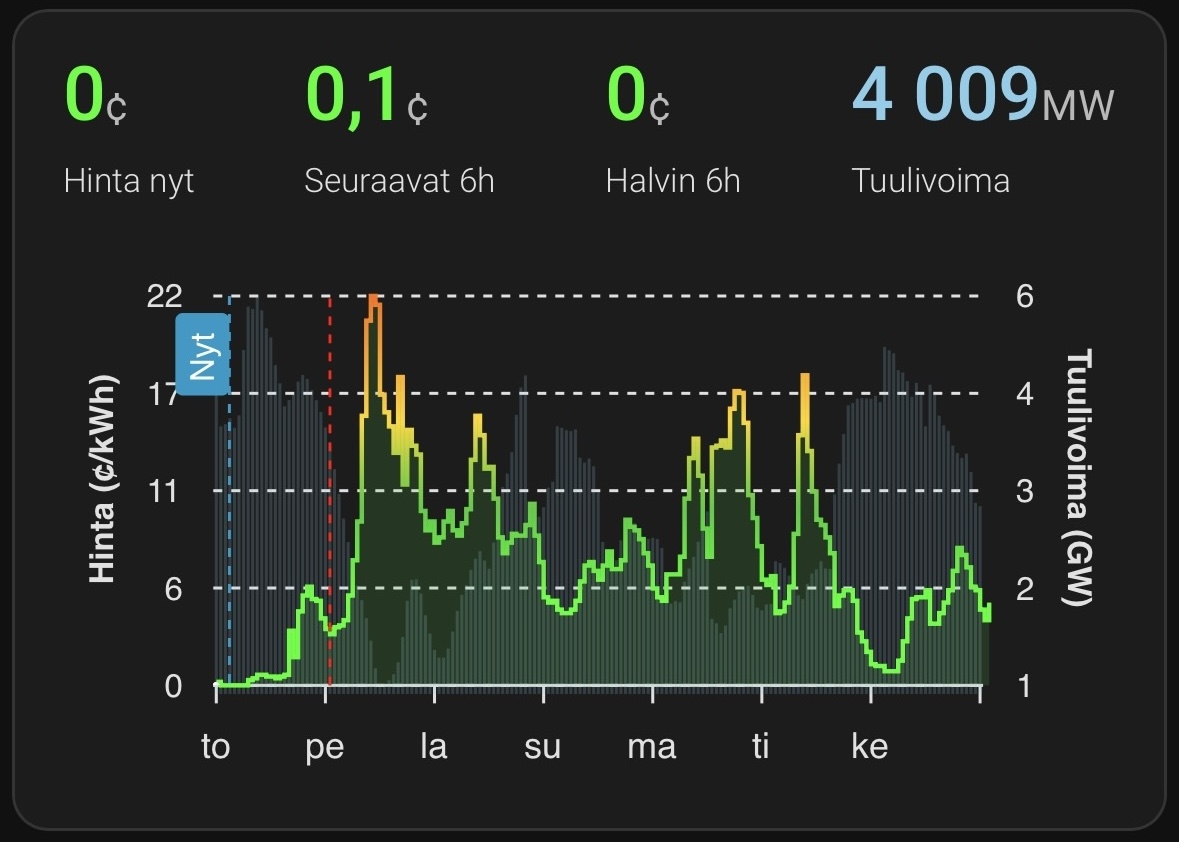 0¢ 0,1¢ 0¢ 4 009MW
Hinta nyt Seuraavat 6h Halvin 6h Tuulivoima
22 6
Nyt
17 4
11 3
6 2
0 1
Hinta (¢/kWh)
Tuulivoima (GW)
to pe la su ma ti ke